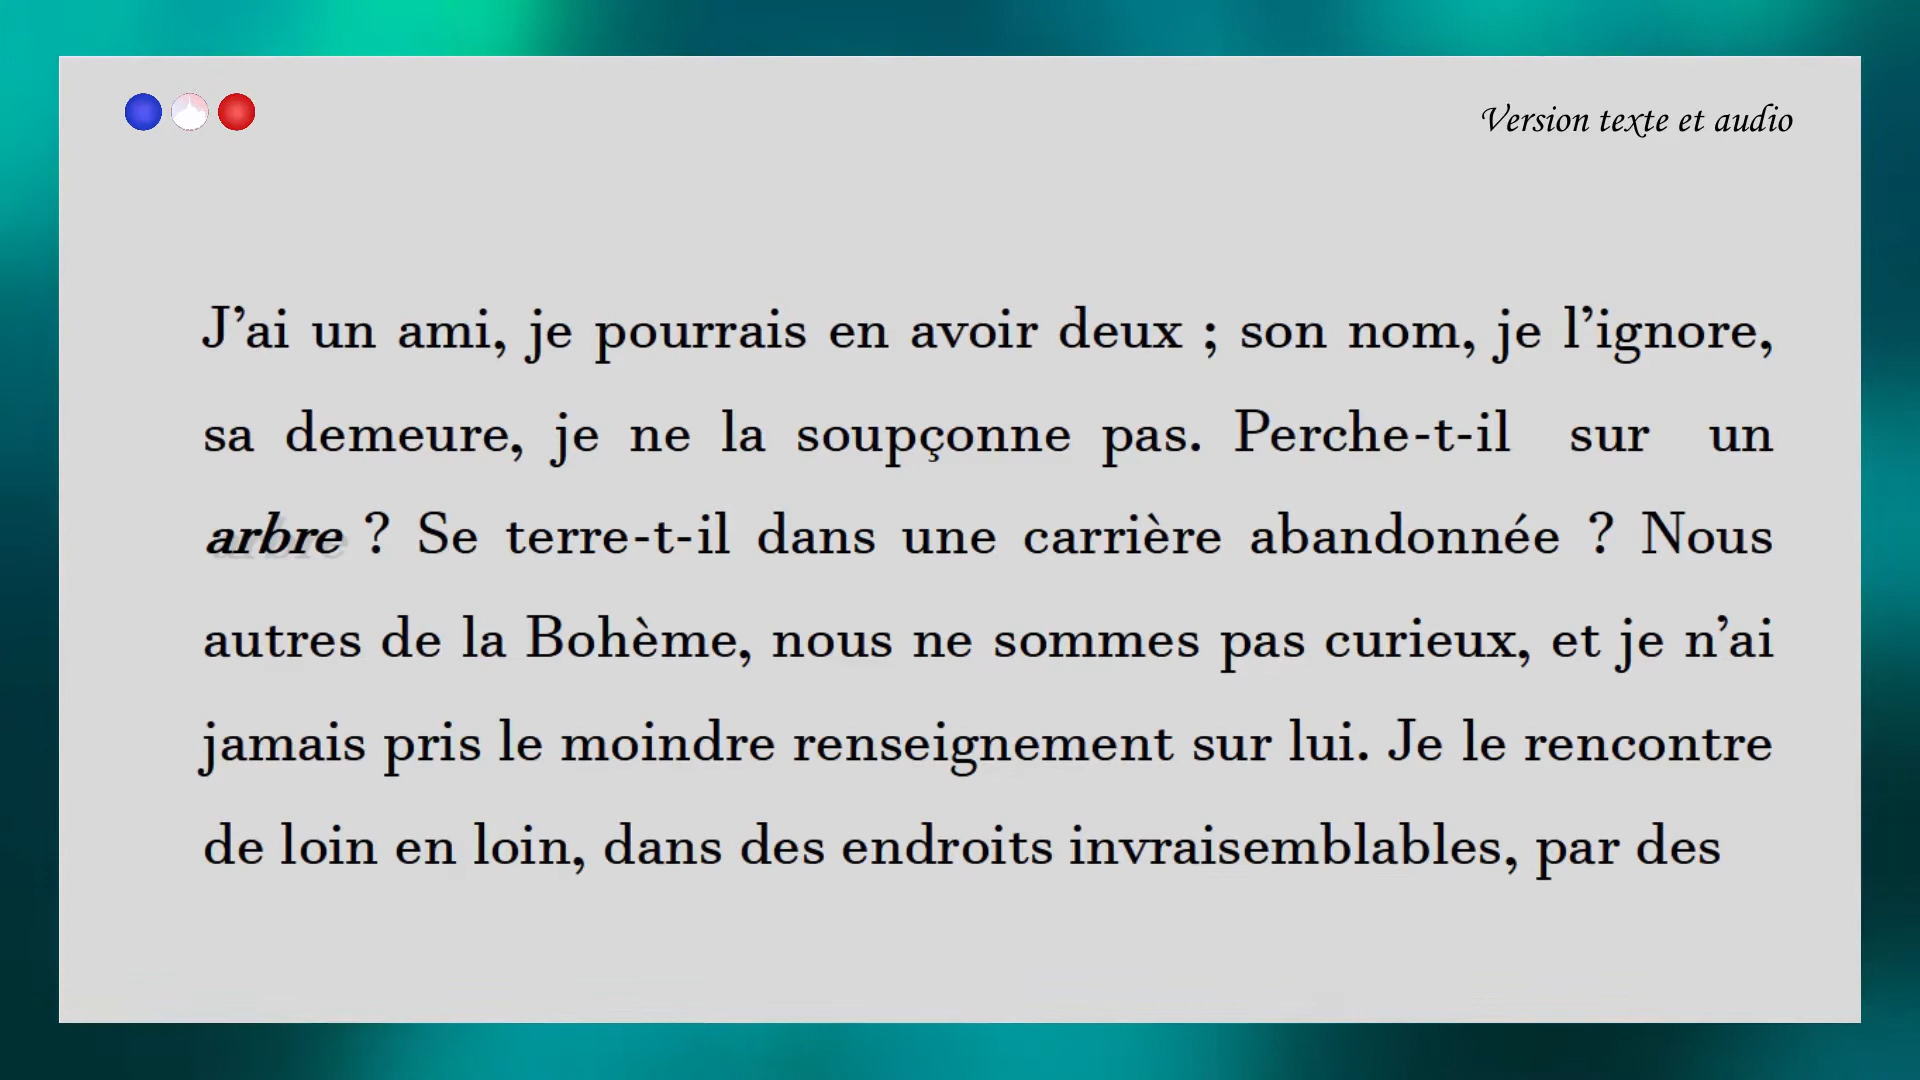 Version texte et audio
J’ai un ami, je pourrais en avoir deux ; son nom, je l’ignore,
sa demeure, je ne la soupçonne pas. Perche-t-il sur un
arbre ? Se terre-t-il dans une carrière abandonnée ? Nous
autres de la Bohème, nous ne sommes pas curieux, et je n’ai
jamais pris le moindre renseignement sur lui. Je le rencontre
de loin en loin, dans des endroits invraisemblables, par des